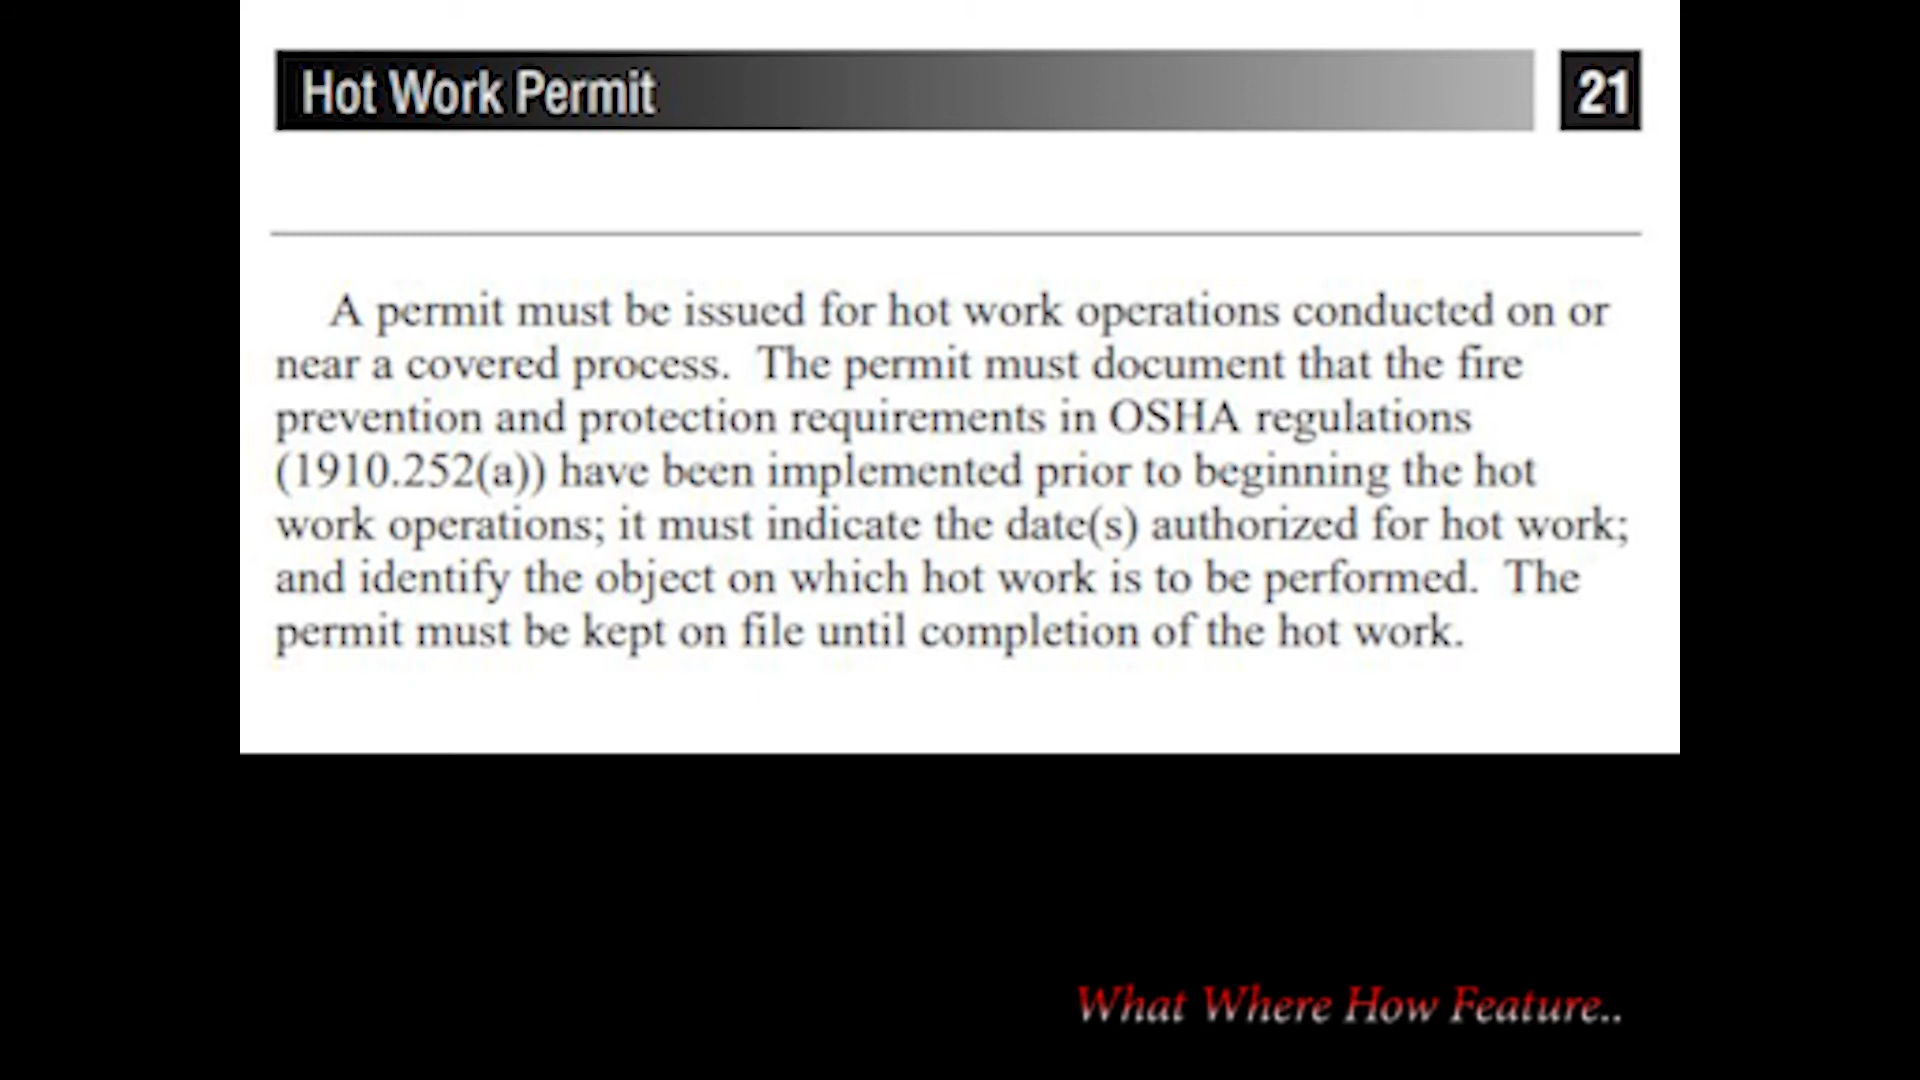 Hot Work Permit 21
A permit must be issued for hot work operations conducted on or
near a covered process. The permit must document that the fire
prevention and protection requirements in OSHA regulations
(1910.252(a)) have been implemented prior to beginning the hot
work operations; it must indicate the date(s) authorized for hot work;
and identify the object on which hot work is to be performed. The
permit must be kept on file until completion of the hot work.
What Where How Feature..